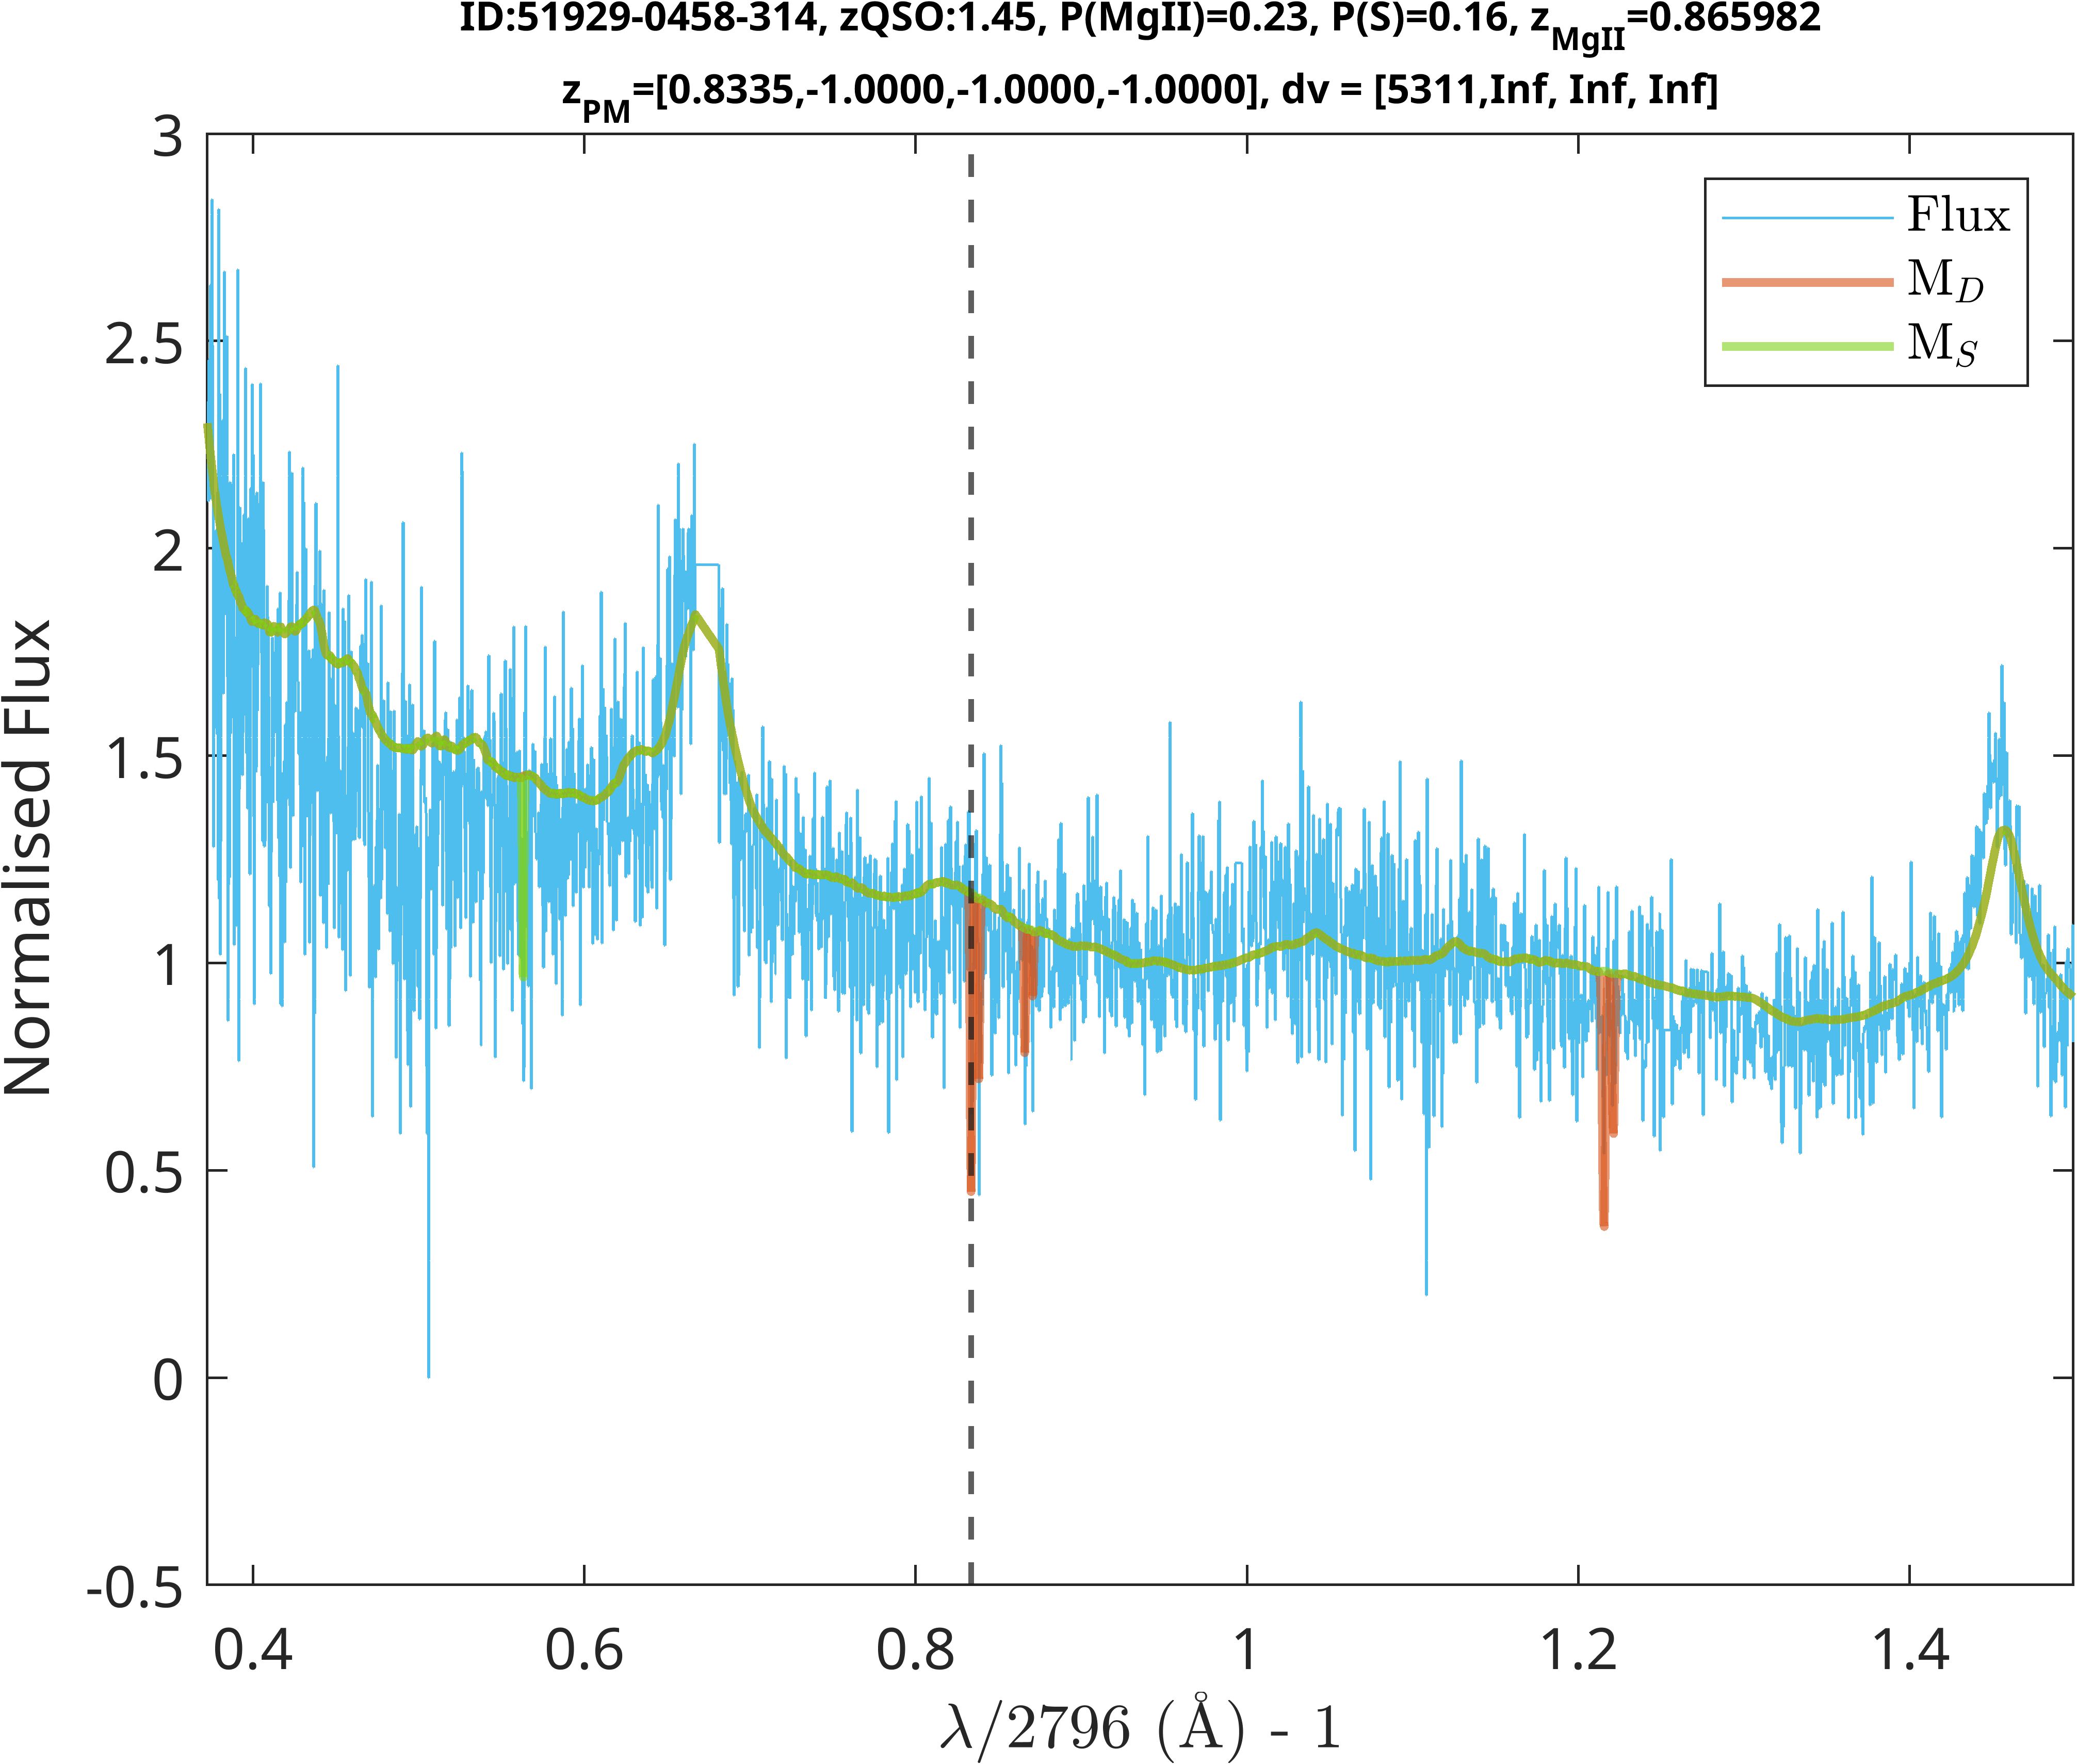 ID:51929-0458-314, zQSO:1.45, P(MgII)=0.23, P(S)=0.16, zMgII=0.865982
zPM=[0.8335,-1.0000,-1.0000,-1.0000], dv = [5311,Inf, Inf, Inf]
3
2.5
2
1.5
1
0.5
0
-0.5
Normalised Flux
Flux
MD
MS
0.4 0.6 0.8 1 1.2 1.4
λ/2796 (Å) - 1